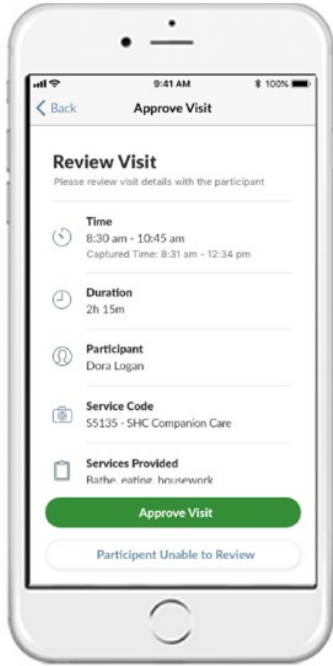 9:41 AM
100%
Back
Approve Visit
Review Visit
Please review visit details with the participant
Time
8:30 am - 10:45 am
Captured Time: 8:31 am - 12:34 pm
Duration
2h 15m
Participant
Dora Logan
Service Code
S5135 - SHC Companion Care
Services Provided
Bathe, eating, housework
Approve Visit
Participent Unable to Review